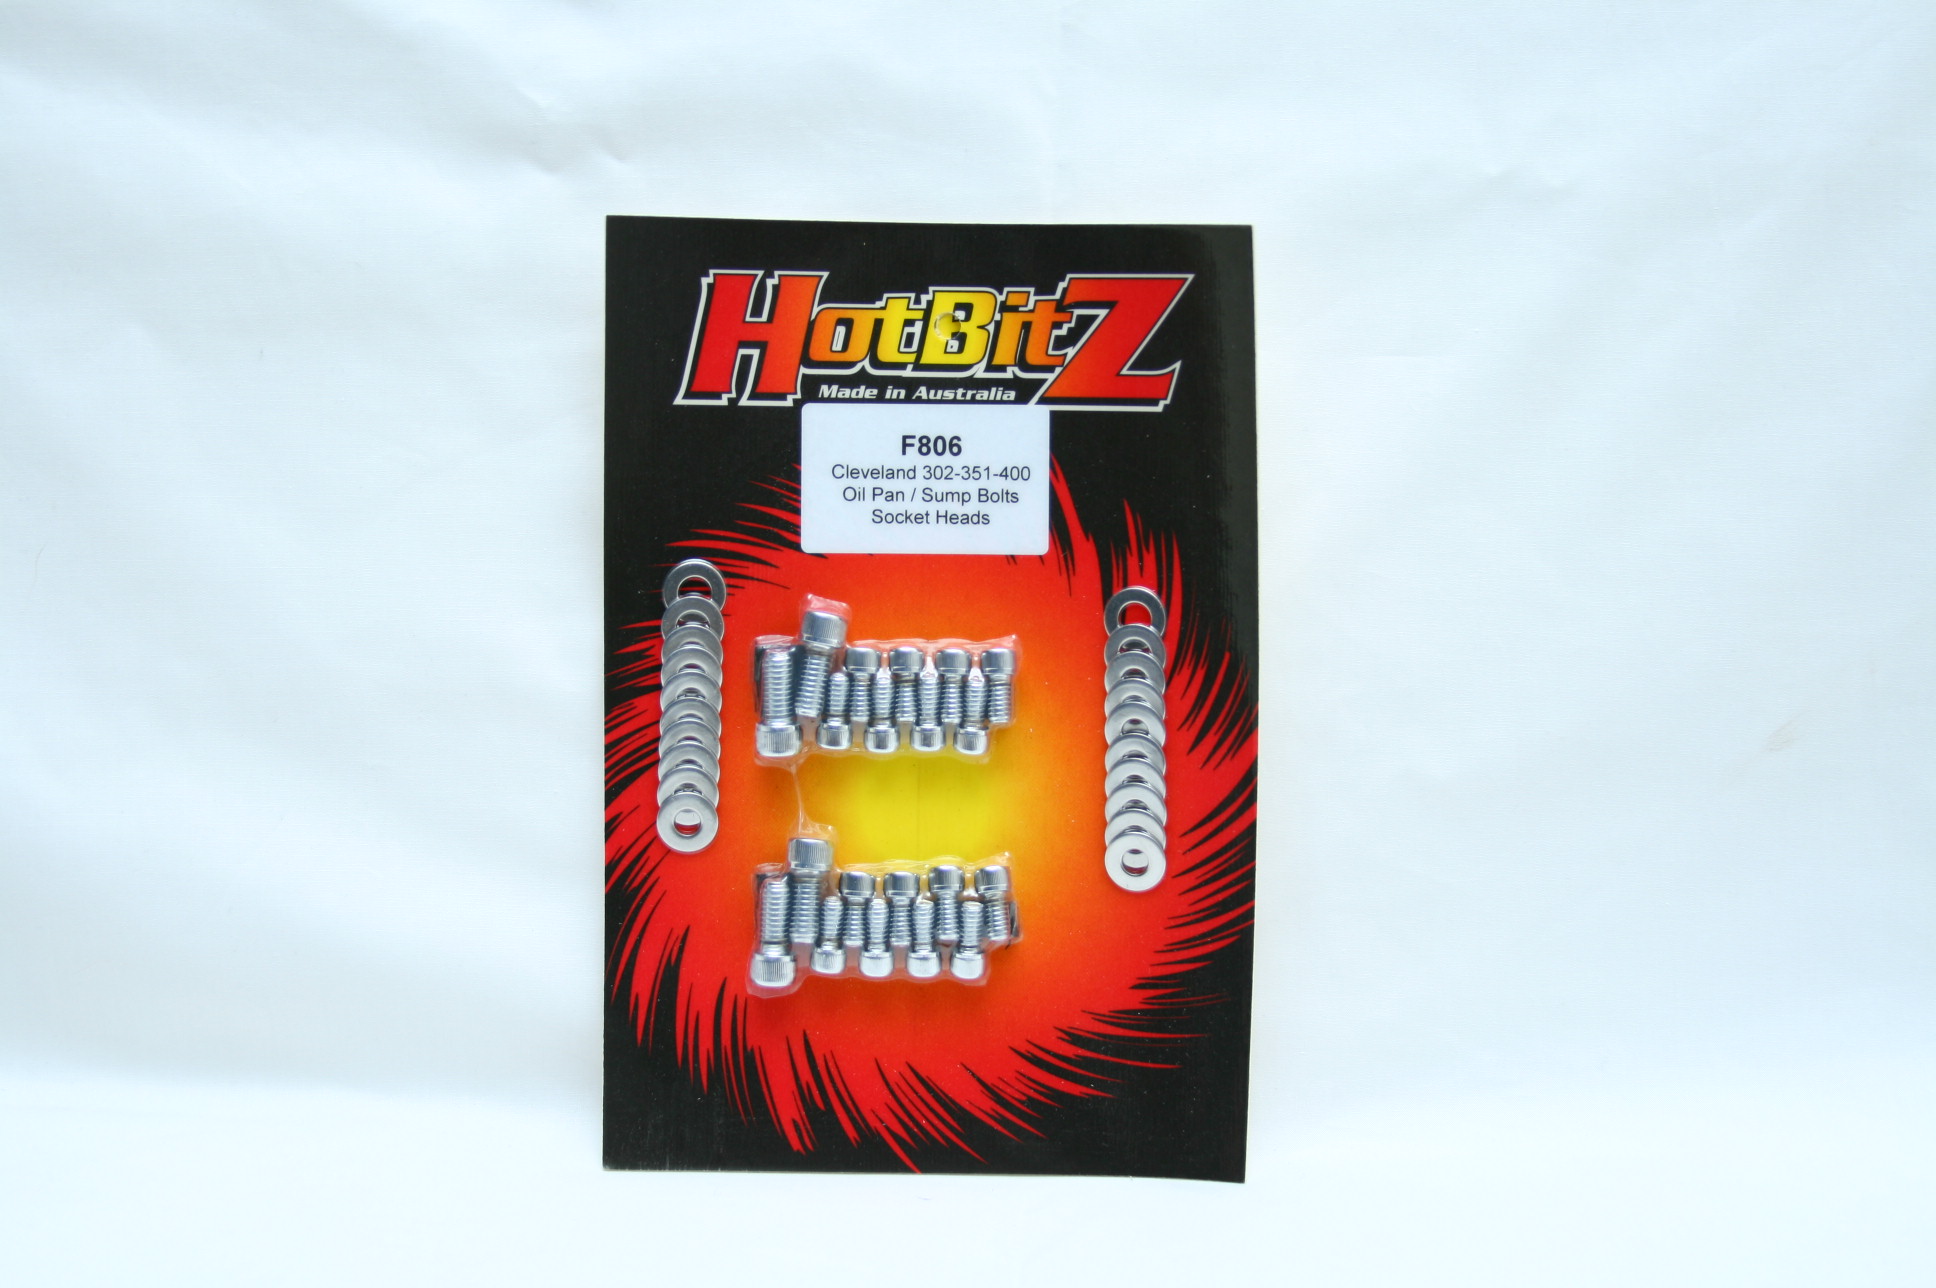 HotBitZ
Made in Australia
F806
Cleveland 302-351-400
Oil Pan / Sump Bolts
Socket Heads